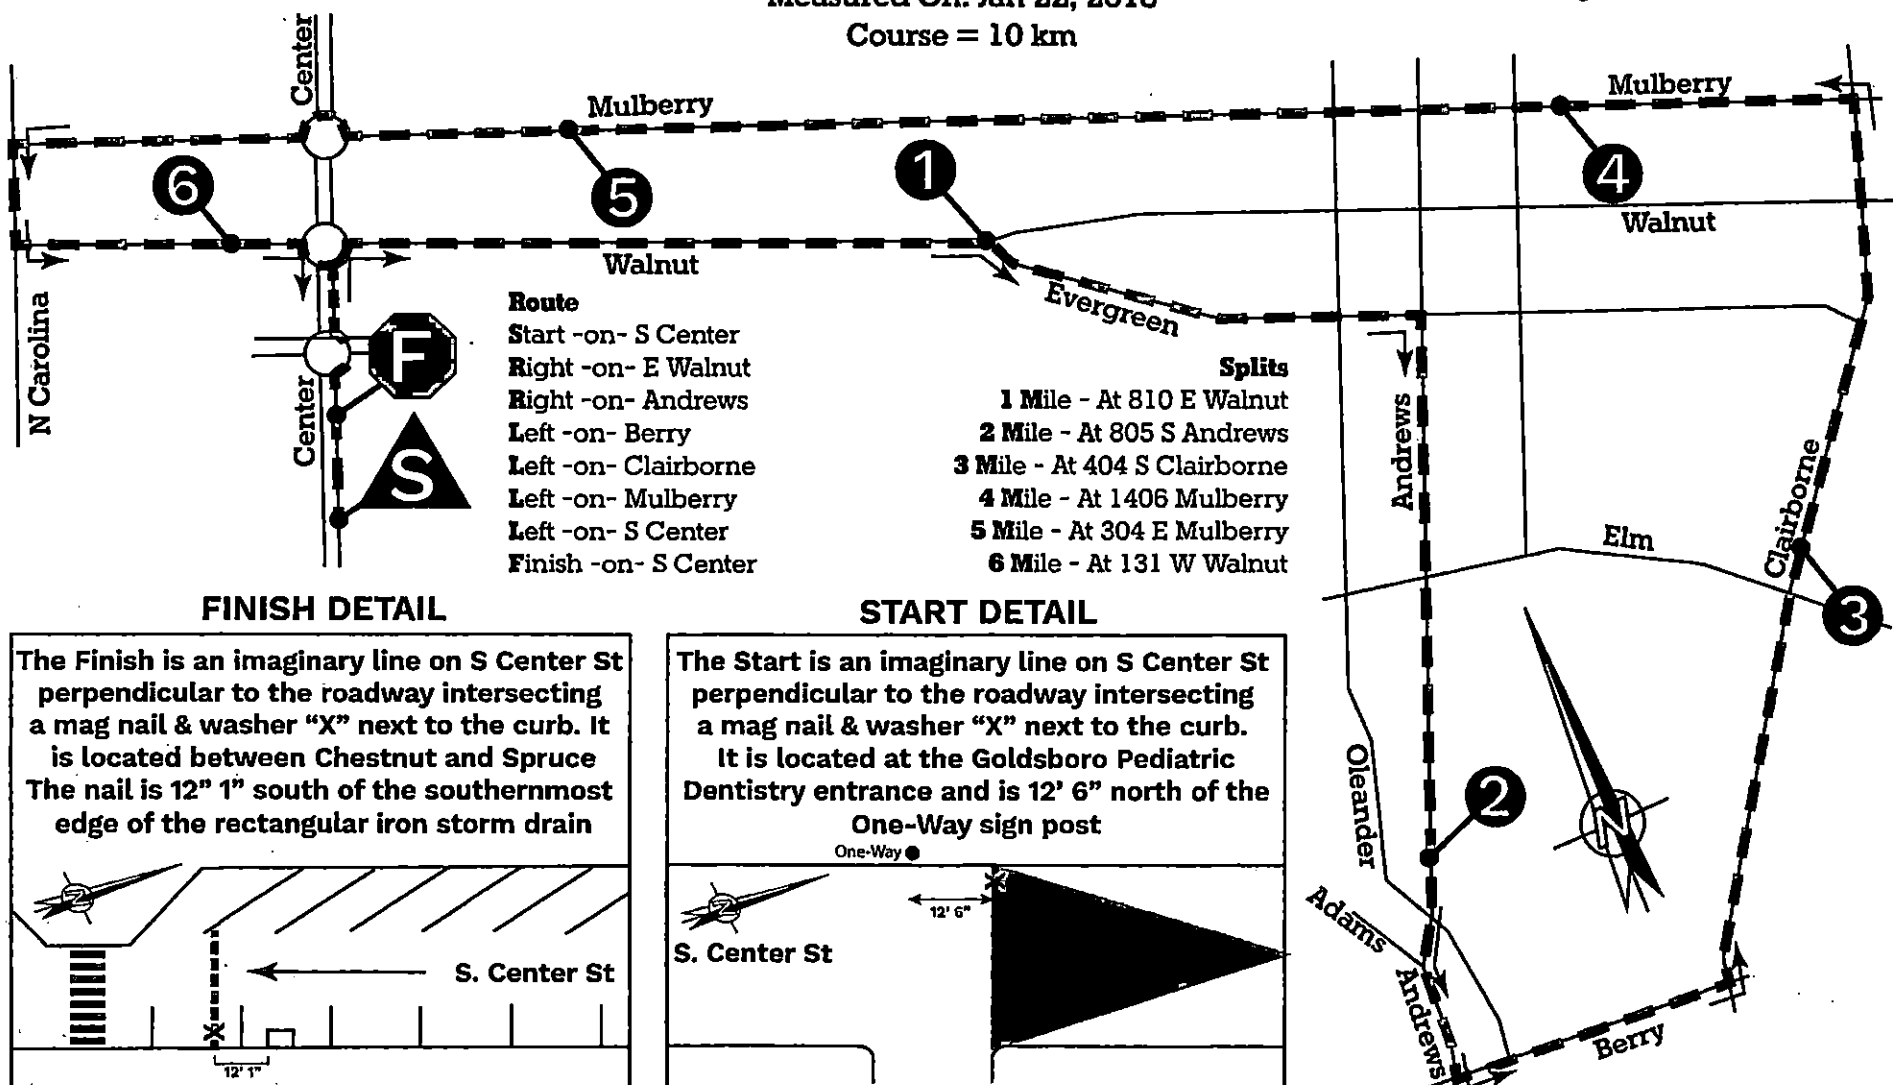 Course = 10 km
Center
Mulberry
Mulberry
6
5
1
4
Walnut
Walnut
Evergreen
N Carolina
Center
F
S
Route
Start -on- S Center
Right -on- E Walnut
Right -on- Andrews
Left -on- Berry
Left -on- Clairborne
Left -on- Mulberry
Left -on- S Center
Finish -on- S Center
Splits
1 Mile - At 810 E Walnut
2 Mile - At 805 S Andrews
3 Mile - At 404 S Clairborne
4 Mile - At 1406 Mulberry
5 Mile - At 304 E Mulberry
6 Mile - At 131 W Walnut
Andrews
Elm
Clairborne
3
Oleander
2
N
Adams
Andrews
Berry
FINISH DETAIL
The Finish is an imaginary line on S Center St
perpendicular to the roadway intersecting
a mag nail & washer “X” next to the curb. It
is located between Chestnut and Spruce
The nail is 12” 1” south of the southernmost
edge of the rectangular iron storm drain
N
S. Center St
X
12' 1"
START DETAIL
The Start is an imaginary line on S Center St
perpendicular to the roadway intersecting
a mag nail & washer “X” next to the curb.
It is located at the Goldsboro Pediatric
Dentistry entrance and is 12’ 6” north of the
One-Way sign post
One-Way
X
12' 6"
N
S. Center St